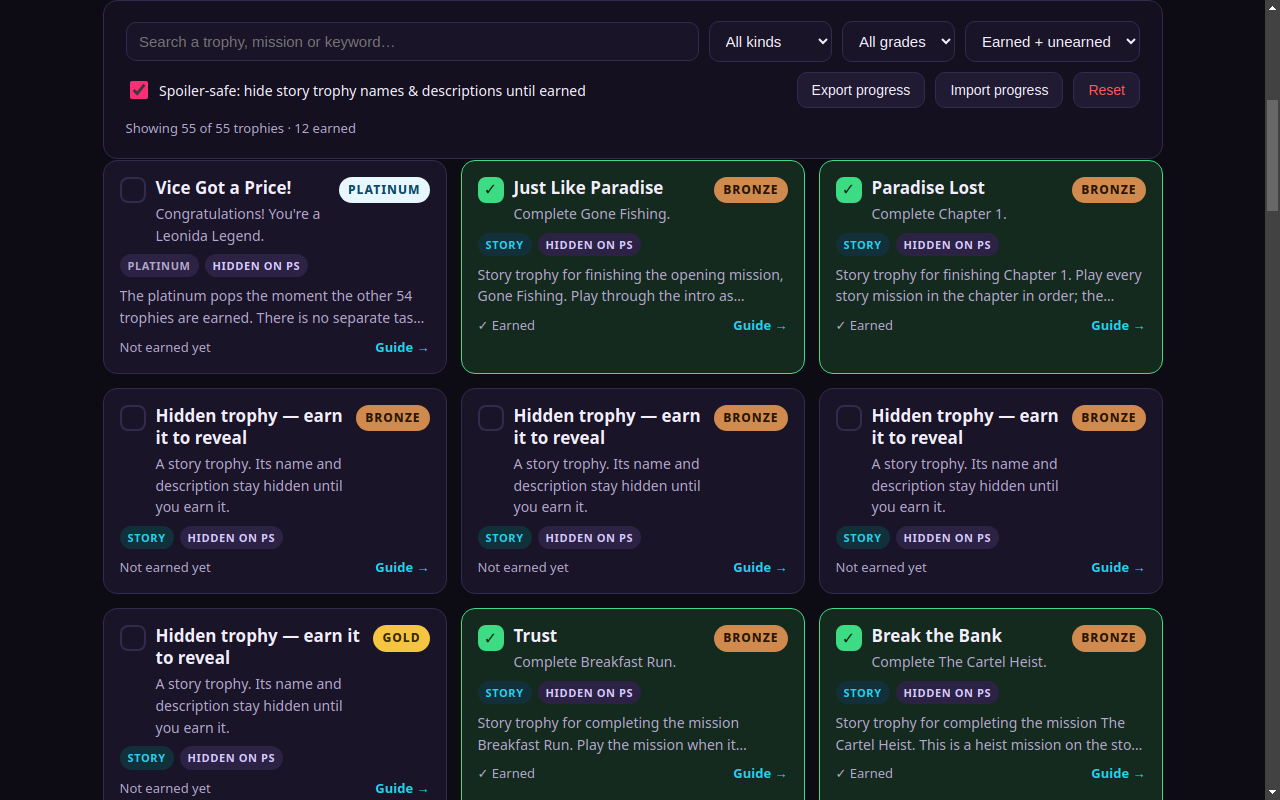 Search a trophy, mission or keyword…
All kinds
All grades
Earned + unearned
Spoiler-safe: hide story trophy names & descriptions until earned
Export progress
Import progress
Reset
Showing 55 of 55 trophies · 12 earned
Vice Got a Price!
PLATINUM
Congratulations! You're a
Leonida Legend.
PLATINUM
HIDDEN ON PS
The platinum pops the moment the other 54
trophies are earned. There is no separate tas…
Not earned yet
Guide →
✓
Just Like Paradise
BRONZE
Complete Gone Fishing.
STORY
HIDDEN ON PS
Story trophy for finishing the opening mission,
Gone Fishing. Play through the intro as…
✓ Earned
Guide →
✓
Paradise Lost
BRONZE
Complete Chapter 1.
STORY
HIDDEN ON PS
Story trophy for finishing Chapter 1. Play every
story mission in the chapter in order; the…
✓ Earned
Guide →
Hidden trophy — earn
it to reveal
BRONZE
A story trophy. Its name and
description stay hidden until
you earn it.
STORY
HIDDEN ON PS
Not earned yet
Guide →
Hidden trophy — earn
it to reveal
BRONZE
A story trophy. Its name and
description stay hidden until
you earn it.
STORY
HIDDEN ON PS
Not earned yet
Guide →
Hidden trophy — earn
it to reveal
BRONZE
A story trophy. Its name and
description stay hidden until
you earn it.
STORY
HIDDEN ON PS
Not earned yet
Guide →
Hidden trophy — earn it
to reveal
GOLD
A story trophy. Its name and
description stay hidden until
you earn it.
STORY
HIDDEN ON PS
Not earned yet
Guide →
✓
Trust
BRONZE
Complete Breakfast Run.
STORY
HIDDEN ON PS
Story trophy for completing the mission
Breakfast Run. Play the mission when it…
✓ Earned
Guide →
✓
Break the Bank
BRONZE
Complete The Cartel Heist.
STORY
HIDDEN ON PS
Story trophy for completing the mission The
Cartel Heist. This is a heist mission on the sto…
✓ Earned
Guide →